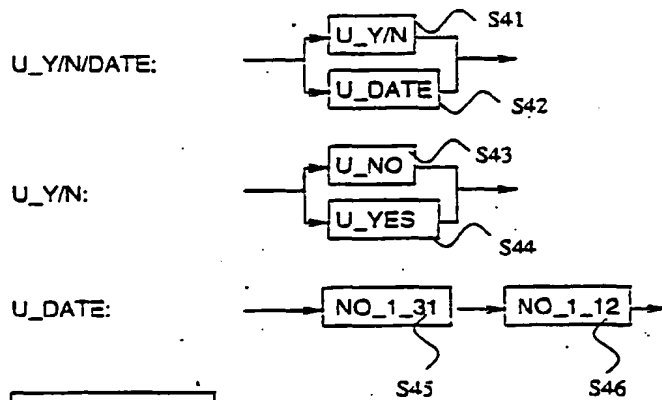 S41
U_Y/N
U_Y/N/DATE:
U_DATE
S42
S43
U_NO
U_Y/N:
U_YES
S44
U_DATE: NO_1_31 NO_1_12
S45 S46